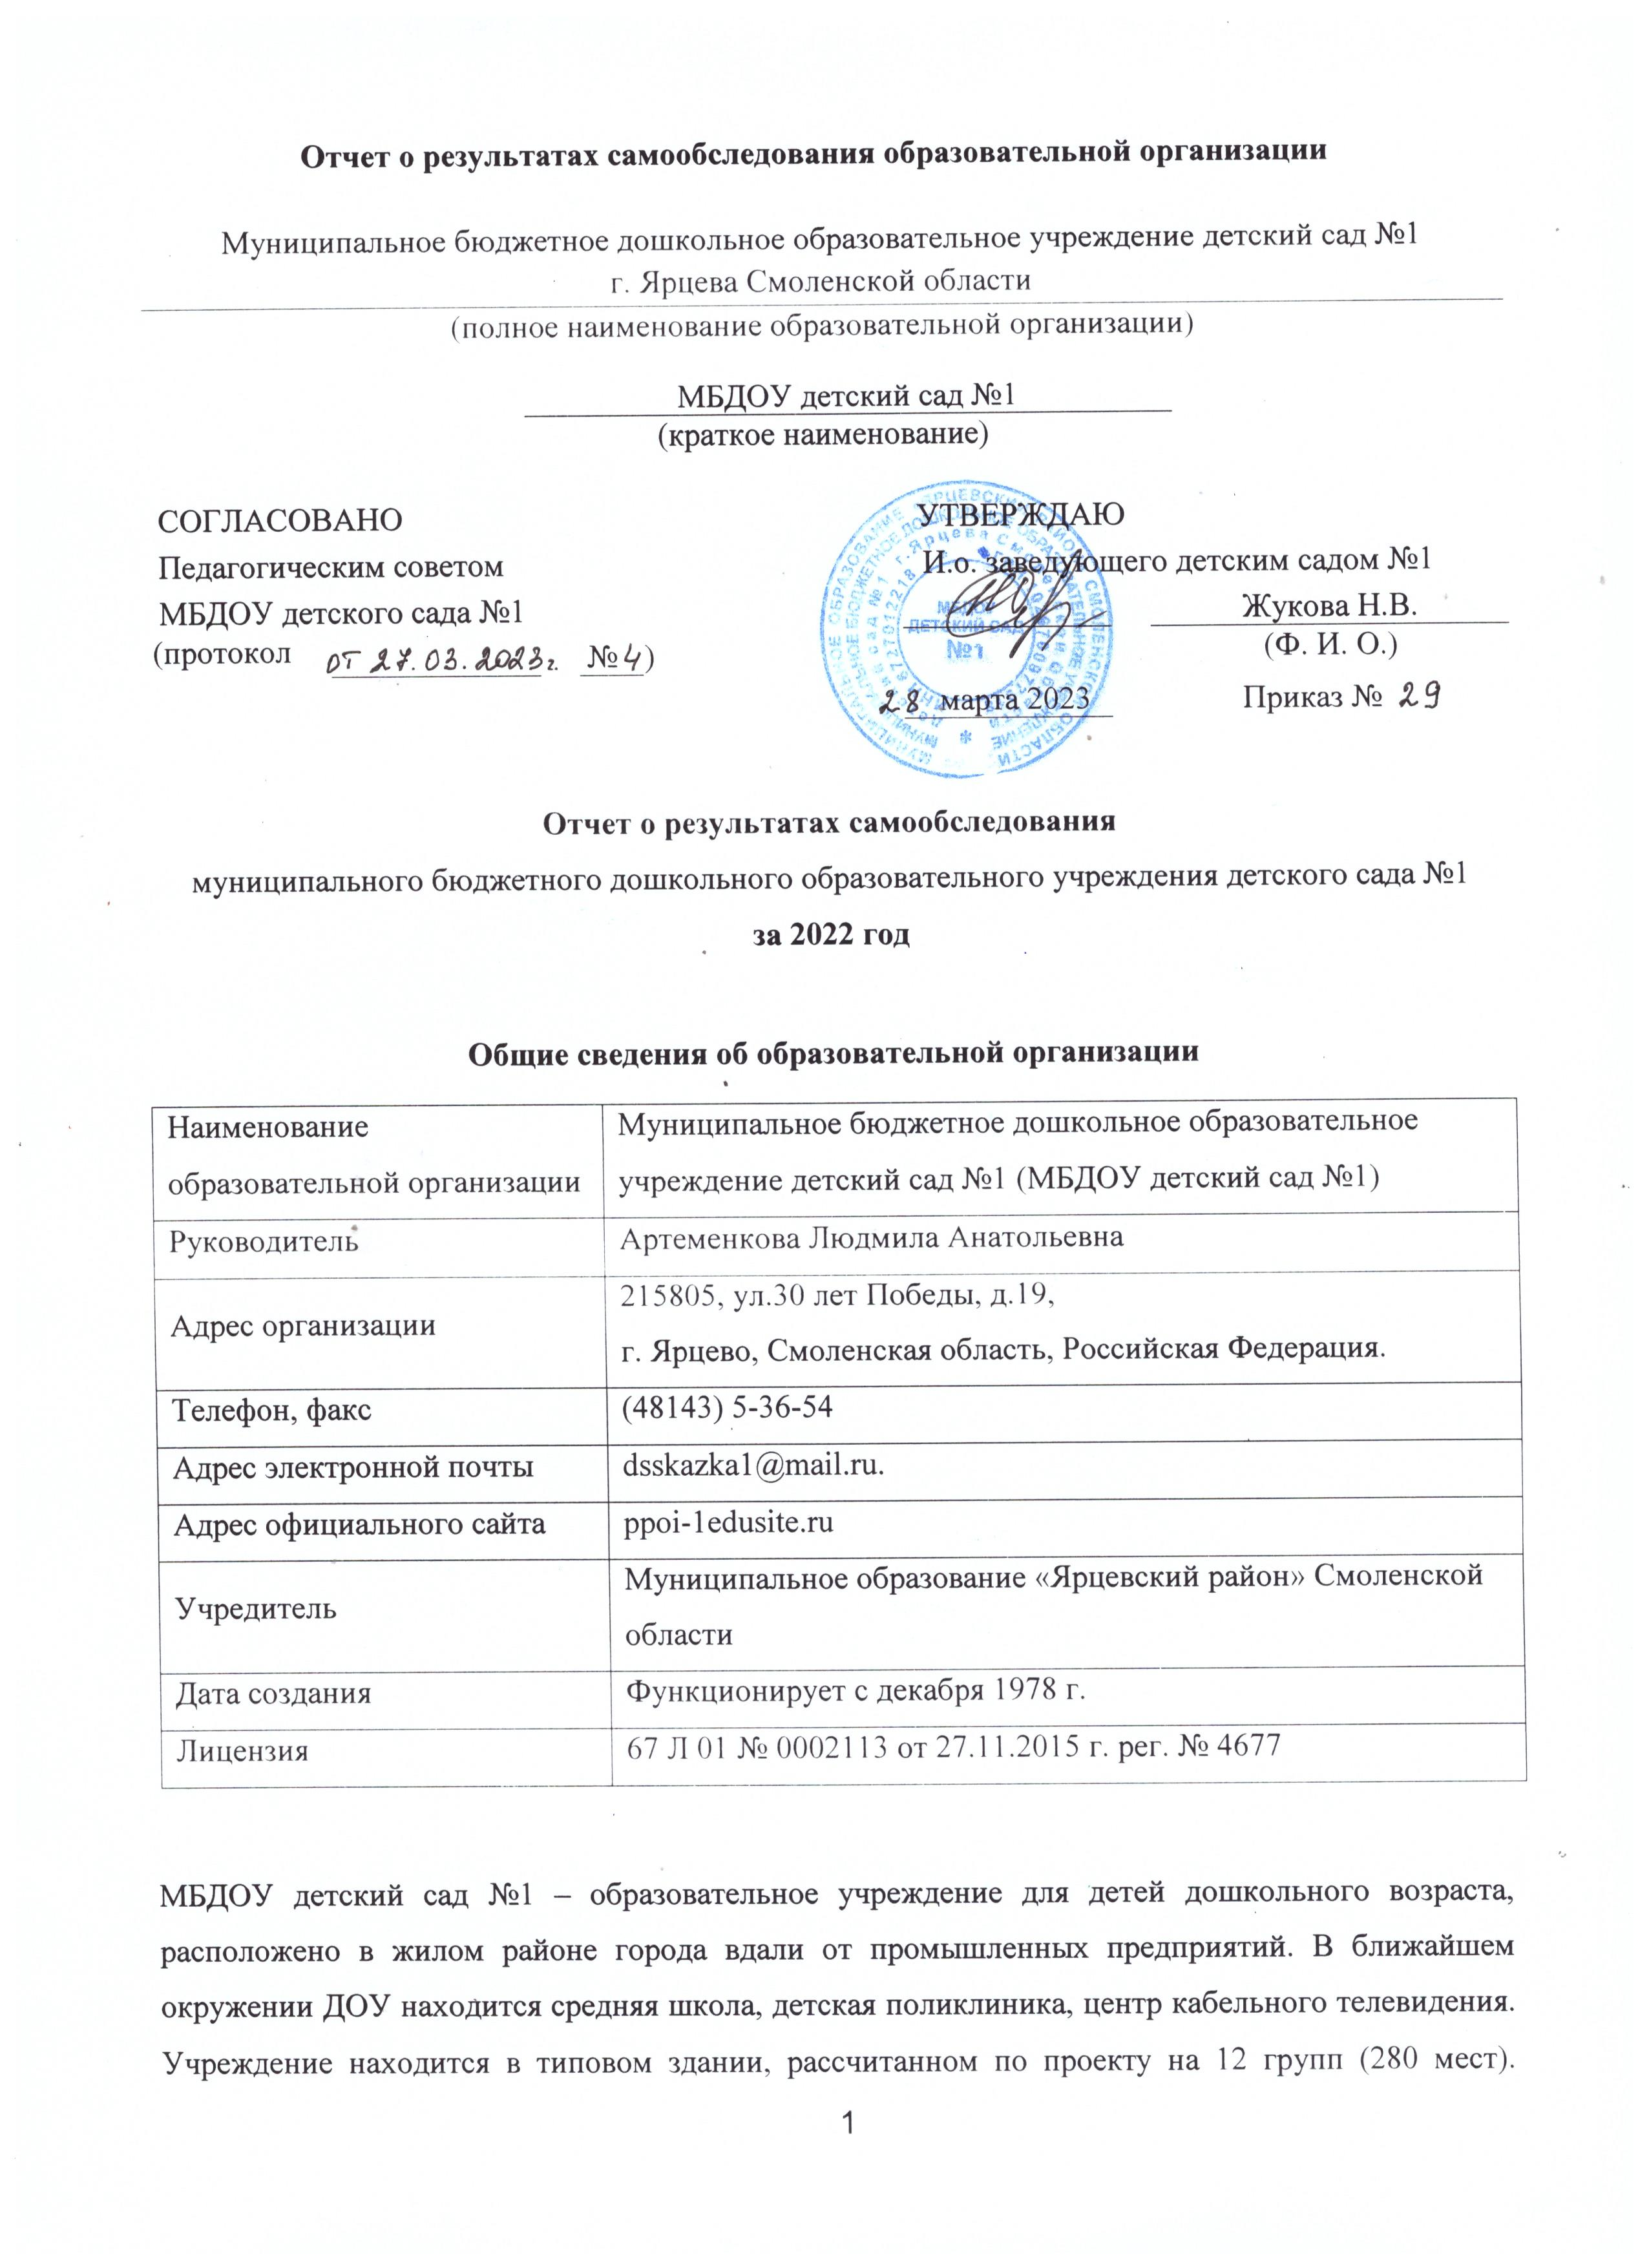 Отчет о результатах самообследования образовательной организации
Муниципальное бюджетное дошкольное образовательное учреждение детский сад №1
г. Ярцева Смоленской области
(полное наименование образовательной организации)
МБДОУ детский сад №1
(краткое наименование)
СОГЛАСОВАНО
Педагогическим советом
МБДОУ детского сада №1
(протокол от 27.03.2023г. №4)
УТВЕРЖДАЮ
И.о. заведующего детским садом №1
Жукова Н.В.
(Ф. И. О.)
28 марта 2023 Приказ № 29
МБДОУ
ДЕТСКИЙ САД
№1
Отчет о результатах самообследования
муниципального бюджетного дошкольного образовательного учреждения детского сада №1
за 2022 год
Общие сведения об образовательной организации
Наименование
образовательной организации
Муниципальное бюджетное дошкольное образовательное
учреждение детский сад №1 (МБДОУ детский сад №1)
Руководитель
Артеменкова Людмила Анатольевна
Адрес организации
215805, ул.30 лет Победы, д.19,
г. Ярцево, Смоленская область, Российская Федерация.
Телефон, факс
(48143) 5-36-54
Адрес электронной почты
dsskazka1@mail.ru.
Адрес официального сайта
ppoi-1edusite.ru
Учредитель
Муниципальное образование «Ярцевский район» Смоленской
области
Дата создания
Функционирует с декабря 1978 г.
Лицензия
67 Л 01 № 0002113 от 27.11.2015 г. рег. № 4677
МБДОУ детский сад №1 – образовательное учреждение для детей дошкольного возраста,
расположено в жилом районе города вдали от промышленных предприятий. В ближайшем
окружении ДОУ находится средняя школа, детская поликлиника, центр кабельного телевидения.
Учреждение находится в типовом здании, рассчитанном по проекту на 12 групп (280 мест).
1